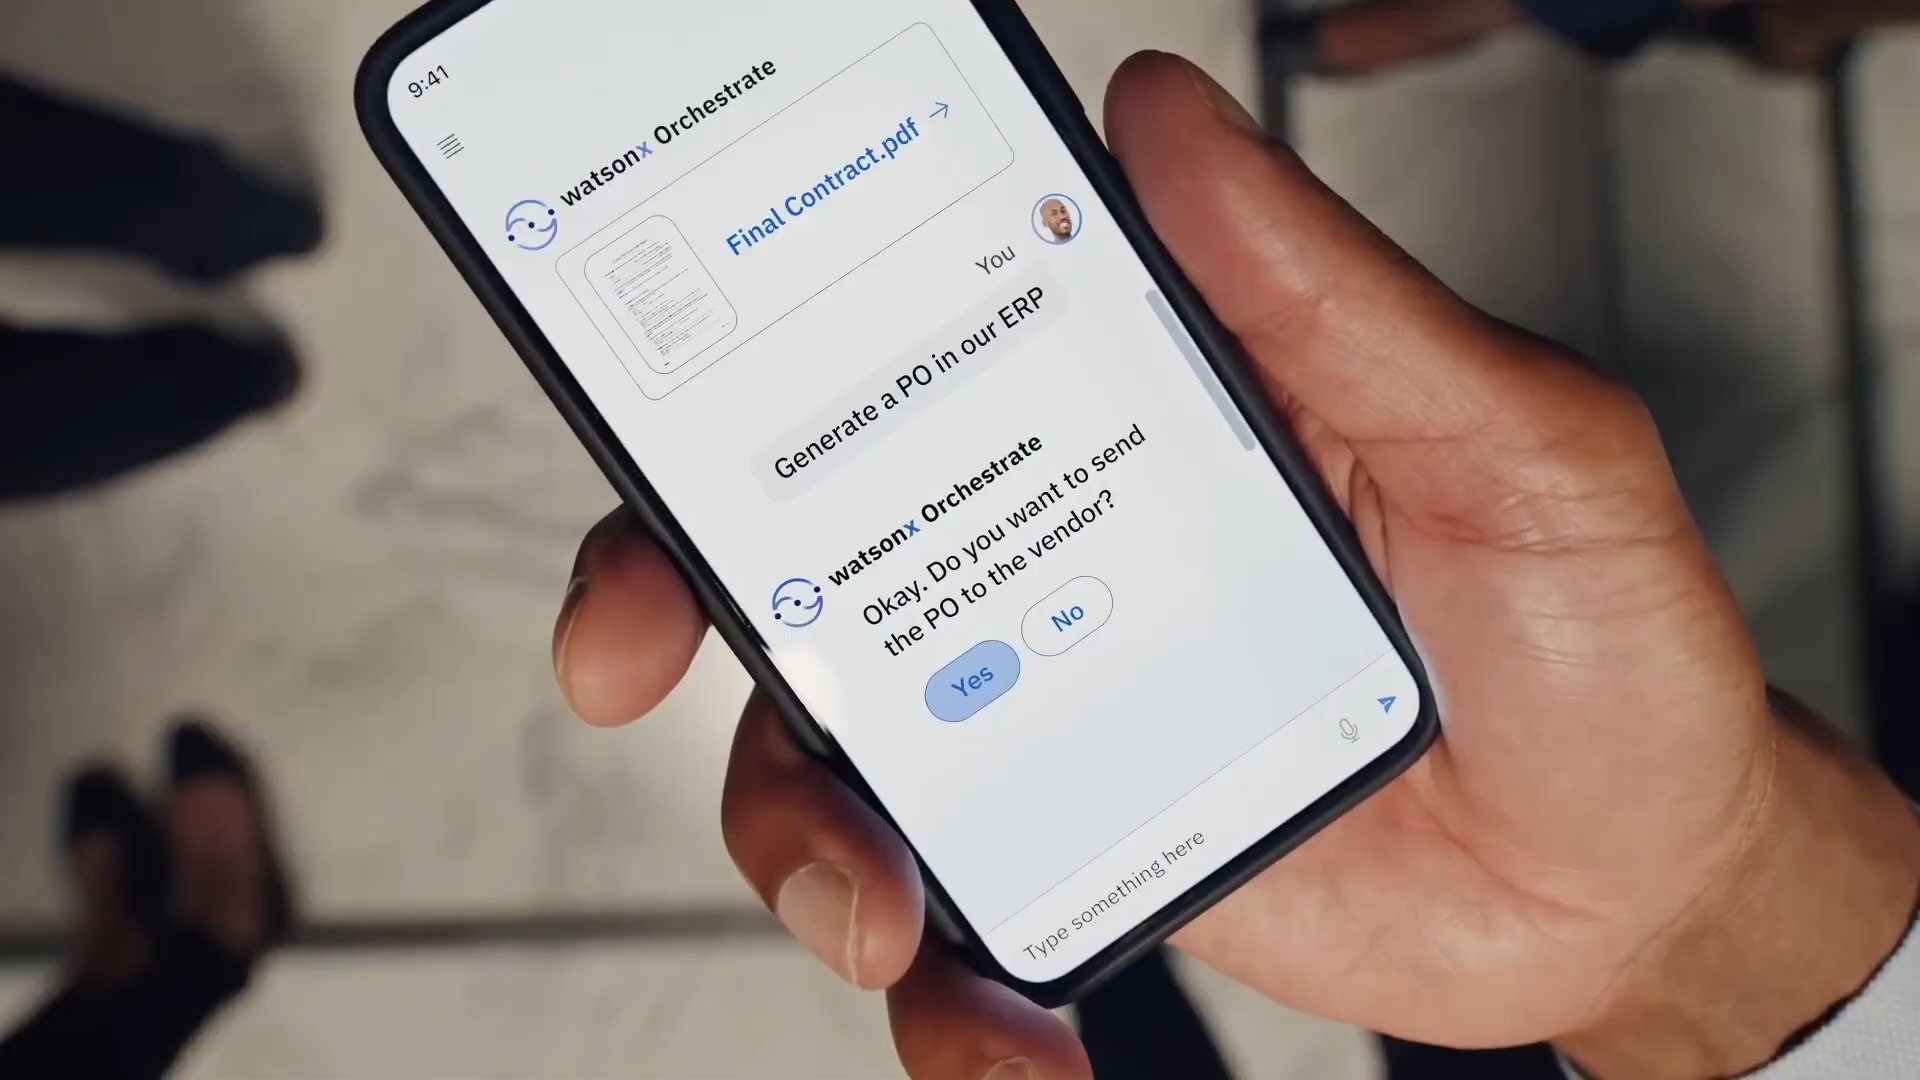 9:41
watsonx Orchestrate
Final Contract.pdf
You
Generate a PO in our ERP
watsonx Orchestrate
Okay. Do you want to send
the PO to the vendor?
Yes
No
Type something here